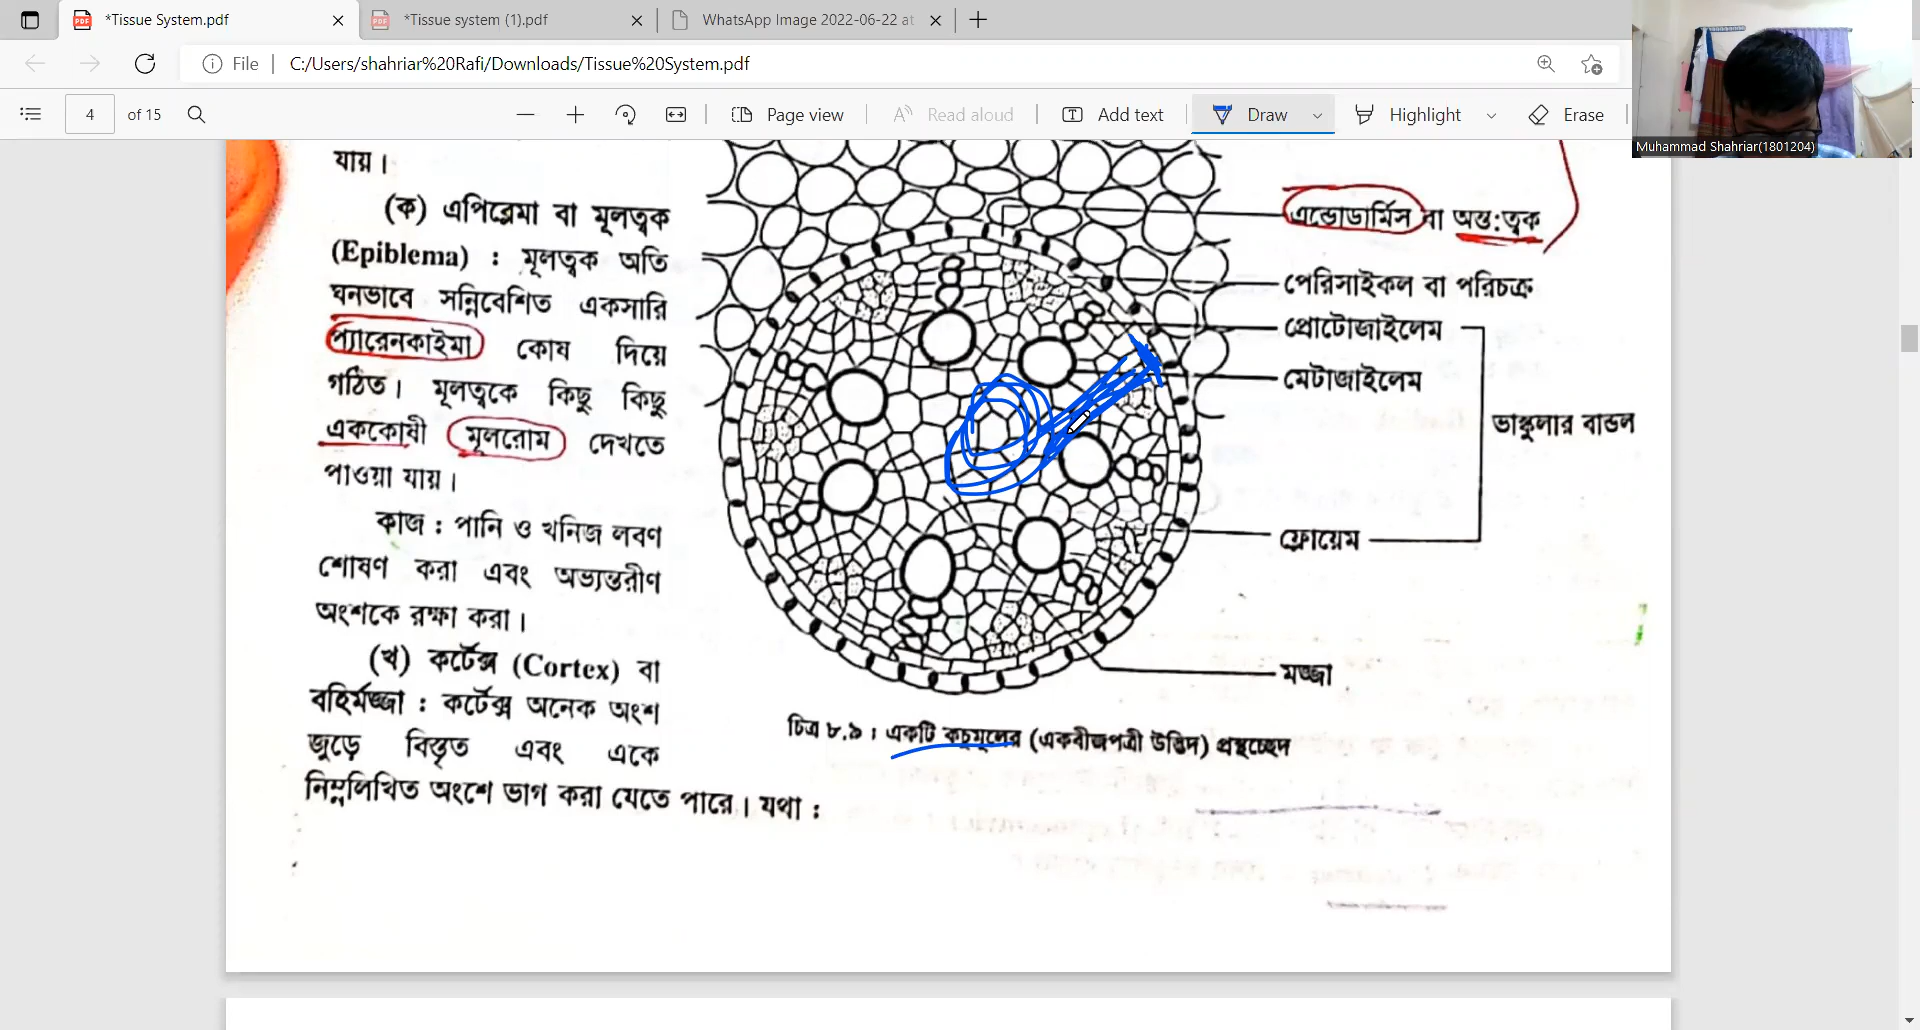 *Tissue System.pdf
*Tissue system (1).pdf
WhatsApp Image 2022-06-22 at
File
C:/Users/shahriar%20Rafi/Downloads/Tissue%20System.pdf
4 of 15
Page view
Read aloud
Add text
Draw
Highlight
Erase
Muhammad Shahriar(1801204)
যায়।
(ক) এপিব্লেমা বা মূলত্বক
(Epiblema) : মূলত্বক অতি
ঘনভাবে সন্নিবেশিত একসারি
প্যারেনকাইমা কোষ দিয়ে
গঠিত। মূলত্বকে কিছু কিছু
এককোষী মূলরোম দেখতে
পাওয়া যায়।
কাজ : পানি ও খনিজ লবণ
শোষণ করা এবং অভ্যন্তরীণ
অংশকে রক্ষা করা।
(খ) কর্টেক্স (Cortex) বা
বহির্মজ্জা : কর্টেক্স অনেক অংশ
জুড়ে বিস্তৃত এবং একে
নিম্নলিখিত অংশে ভাগ করা যেতে পারে। যথা :
এন্ডোডার্মিস বা অন্ত:ত্বক
পেরিসাইকল বা পরিচক্র
প্রোটোজাইলেম
মেটাজাইলেম
ভাস্কুলার বান্ডল
ফ্লোয়েম
মজ্জা
চিত্র ৮.৯ : একটি কচুমূলের (একবীজপত্রী উদ্ভিদ) প্রস্থচ্ছেদ